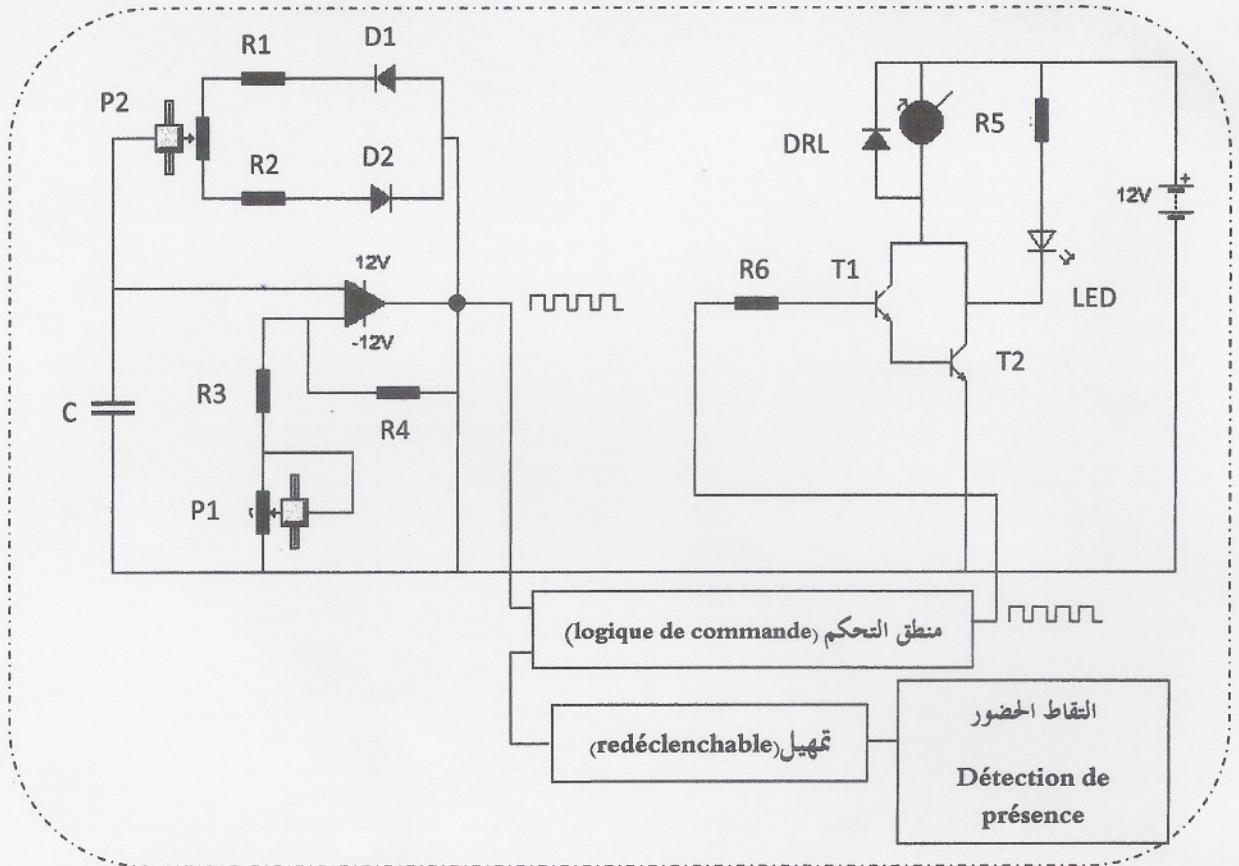 R1
D1
P2
R2
D2
12V
-12V
R3
R4
C
P1
DRL
R5
12V
+
R6
T1
LED
T2
منطق التحكم (logique de commande)
تمهيل (redéclenchable)
التقاط الحضور
Détection de
présence